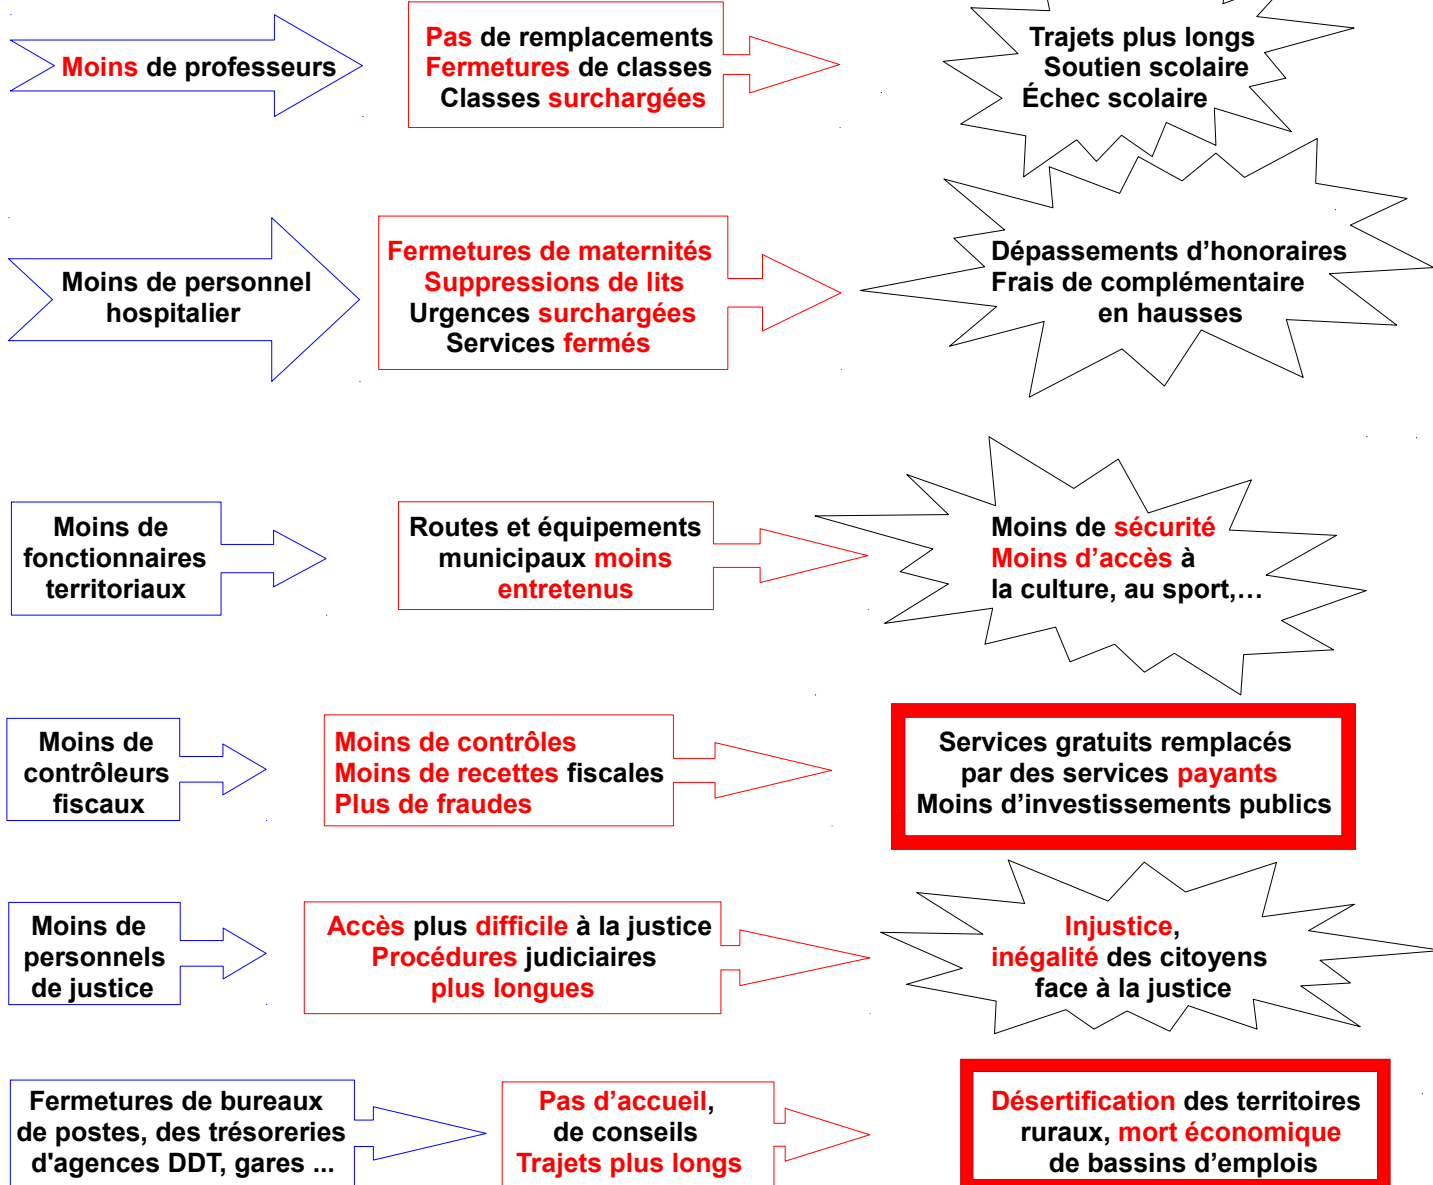 Moins de professeurs
Pas de remplacements
Fermetures de classes
Classes surchargées
Trajets plus longs
Soutien scolaire
Échec scolaire
Moins de personnel
hospitalier
Fermetures de maternités
Suppressions de lits
Urgences surchargées
Services fermés
Dépassements d’honoraires
Frais de complémentaire
en hausses
Moins de
fonctionnaires
territoriaux
Routes et équipements
municipaux moins
entretenus
Moins de sécurité
Moins d’accès à
la culture, au sport,…
Moins de
contrôleurs
fiscaux
Moins de contrôles
Moins de recettes fiscales
Plus de fraudes
Services gratuits remplacés
par des services payants
Moins d’investissements publics
Moins de
personnels
de justice
Accès plus difficile à la justice
Procédures judiciaires
plus longues
Injustice,
inégalité des citoyens
face à la justice
Fermetures de bureaux
de postes, des trésoreries
d'agences DDT, gares ...
Pas d’accueil,
de conseils
Trajets plus longs
Désertification des territoires
ruraux, mort économique
de bassins d’emplois